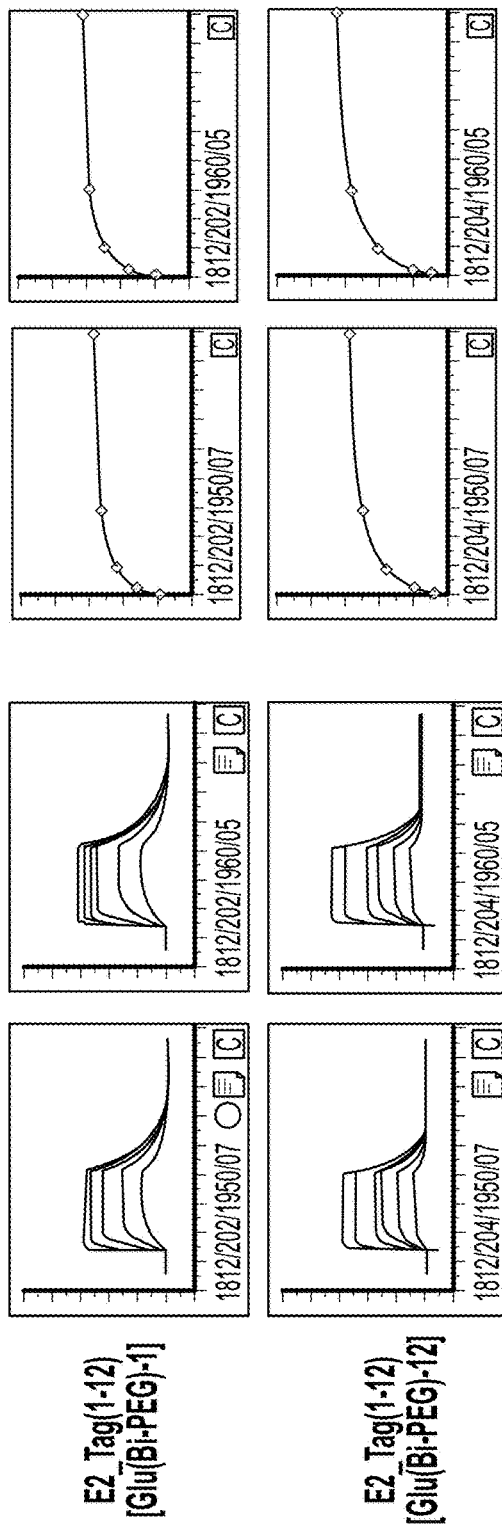 E2_Tag(1-12)
[Glu(Bi-PEG)-1]
1812/202/1950/07
C
1812/202/1960/05
C
1812/202/1950/07
C
1812/202/1960/05
C
E2_Tag(1-12)
[Glu(Bi-PEG)-12]
1812/204/1950/07
C
1812/204/1960/05
C
1812/204/1950/07
C
1812/204/1960/05
C